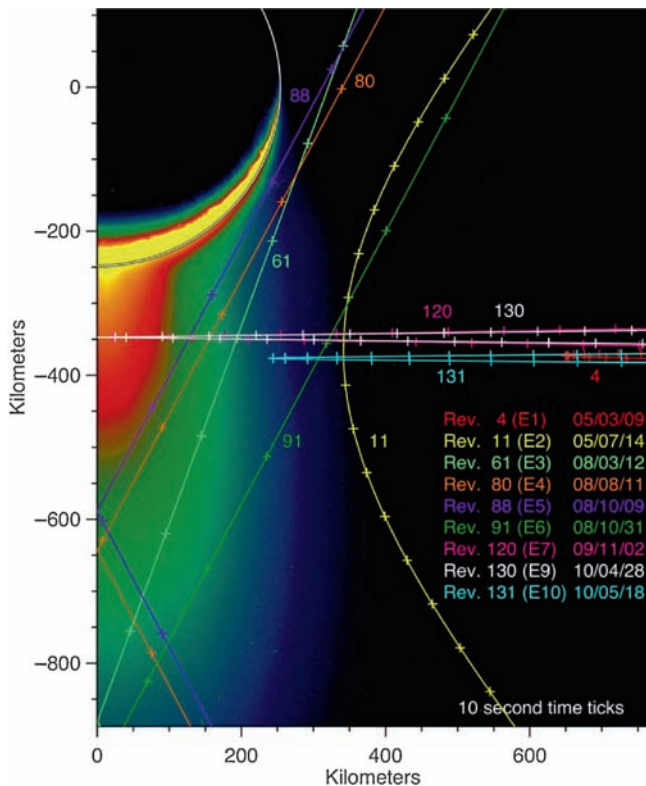 0
−200
−400
−600
−800
Kilometers
0
200
400
600
Kilometers
88
80
61
120
130
131
4
91
11
Rev. 4 (E1) 05/03/09
Rev. 11 (E2) 05/07/14
Rev. 61 (E3) 08/03/12
Rev. 80 (E4) 08/08/11
Rev. 88 (E5) 08/10/09
Rev. 91 (E6) 08/10/31
Rev. 120 (E7) 09/11/02
Rev. 130 (E9) 10/04/28
Rev. 131 (E10) 10/05/18
10 second time ticks